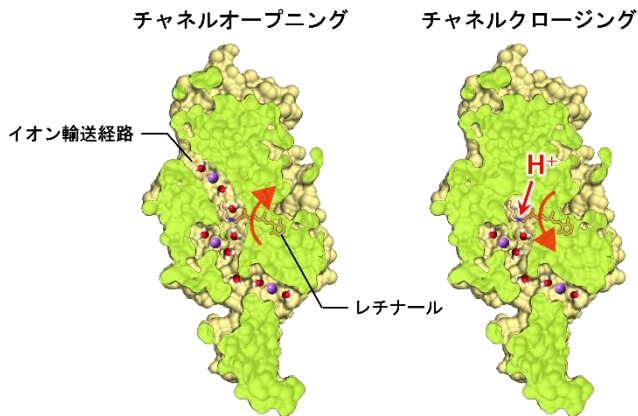 チャネルオープニング
チャネルクロージング
イオン輸送経路
H⁺
レチナール